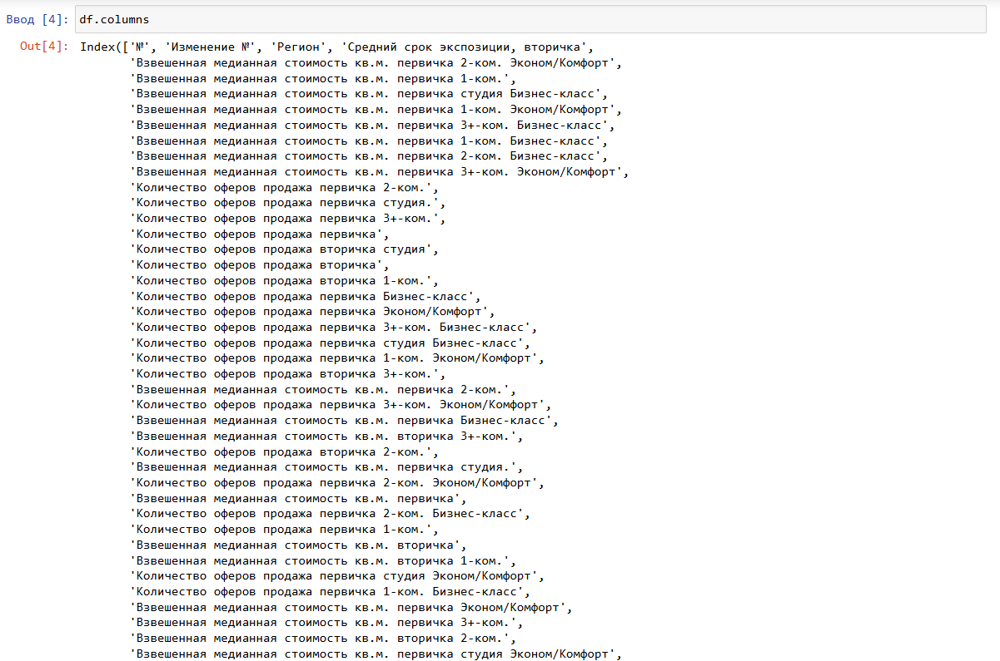 Ввод [4]: df.columns
Out[4]: Index(['№', 'Изменение №', 'Регион', 'Средний срок экспозиции, вторичка',
'Взвешенная медианная стоимость кв.м. первичка 2-ком. Эконом/Комфорт',
'Взвешенная медианная стоимость кв.м. первичка 1-ком.',
'Взвешенная медианная стоимость кв.м. первичка студия Бизнес-класс',
'Взвешенная медианная стоимость кв.м. первичка 1-ком. Эконом/Комфорт',
'Взвешенная медианная стоимость кв.м. первичка 3+-ком. Бизнес-класс',
'Взвешенная медианная стоимость кв.м. первичка 1-ком. Бизнес-класс',
'Взвешенная медианная стоимость кв.м. первичка 2-ком. Бизнес-класс',
'Взвешенная медианная стоимость кв.м. первичка 3+-ком. Эконом/Комфорт',
'Количество оферов продажа первичка 2-ком.',
'Количество оферов продажа первичка студия.',
'Количество оферов продажа первичка 3+-ком.',
'Количество оферов продажа первичка',
'Количество оферов продажа вторичка студия',
'Количество оферов продажа вторичка',
'Количество оферов продажа вторичка 1-ком.',
'Количество оферов продажа первичка Бизнес-класс',
'Количество оферов продажа первичка Эконом/Комфорт',
'Количество оферов продажа первичка 3+-ком. Бизнес-класс',
'Количество оферов продажа первичка студия Бизнес-класс',
'Количество оферов продажа первичка 1-ком. Эконом/Комфорт',
'Количество оферов продажа вторичка 3+-ком.',
'Взвешенная медианная стоимость кв.м. первичка 2-ком.',
'Количество оферов продажа первичка 3+-ком. Эконом/Комфорт',
'Взвешенная медианная стоимость кв.м. первичка Бизнес-класс',
'Взвешенная медианная стоимость кв.м. вторичка 3+-ком.',
'Количество оферов продажа вторичка 2-ком.',
'Взвешенная медианная стоимость кв.м. первичка студия.',
'Количество оферов продажа первичка 2-ком. Эконом/Комфорт',
'Взвешенная медианная стоимость кв.м. первичка',
'Количество оферов продажа первичка 2-ком. Бизнес-класс',
'Количество оферов продажа первичка 1-ком.',
'Взвешенная медианная стоимость кв.м. вторичка',
'Взвешенная медианная стоимость кв.м. вторичка 1-ком.',
'Количество оферов продажа первичка студия Эконом/Комфорт',
'Количество оферов продажа первичка 1-ком. Бизнес-класс',
'Взвешенная медианная стоимость кв.м. первичка Эконом/Комфорт',
'Взвешенная медианная стоимость кв.м. первичка 3+-ком.',
'Взвешенная медианная стоимость кв.м. вторичка 2-ком.',
'Взвешенная медианная стоимость кв.м. первичка студия Эконом/Комфорт',